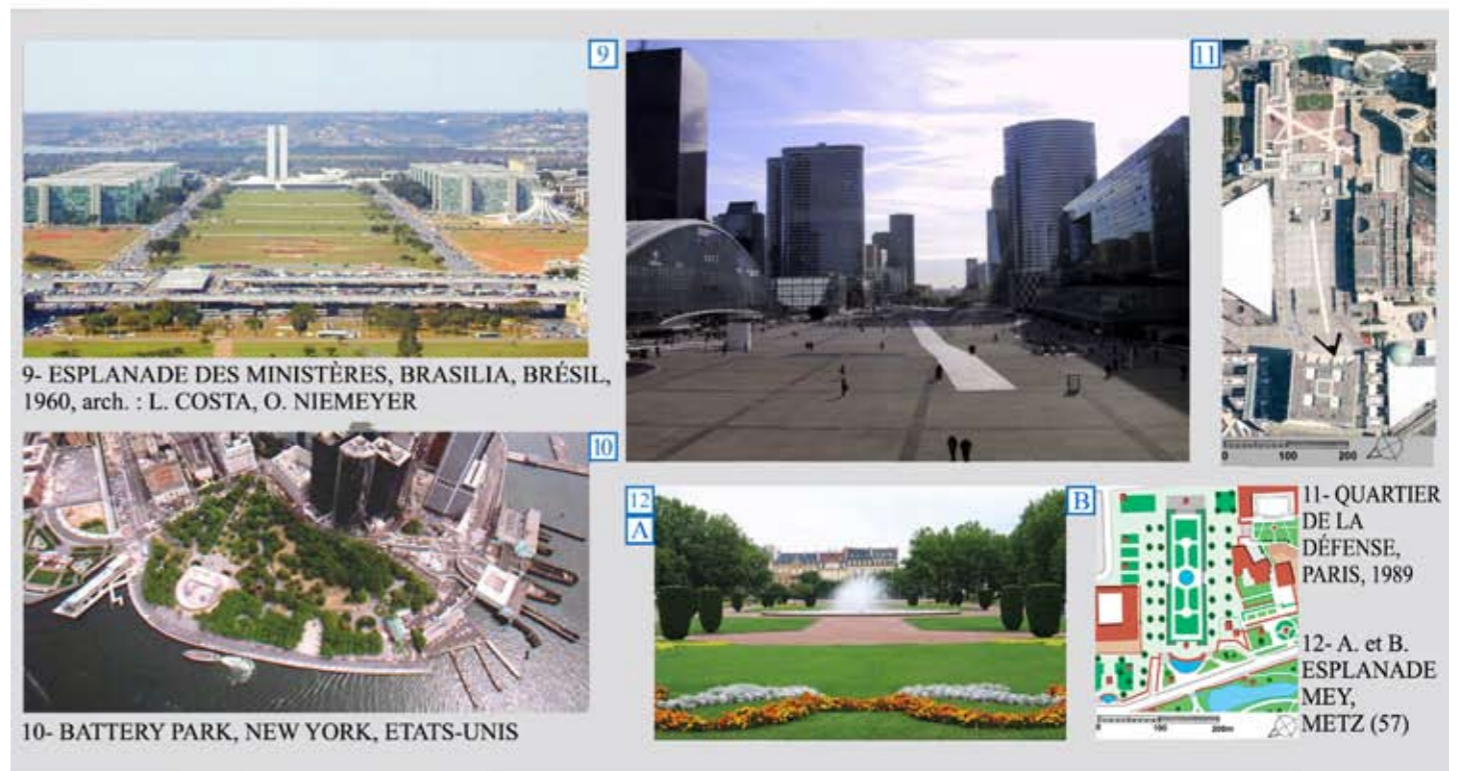 9
9- ESPLANADE DES MINISTÈRES, BRASILIA, BRÉSIL,
1960, arch. : L. COSTA, O. NIEMEYER
10
10- BATTERY PARK, NEW YORK, ETATS-UNIS
11
0 100 200
12
A
B
0 100 200m
11- QUARTIER
DE LA
DÉFENSE,
PARIS, 1989
12- A. et B.
ESPLANADE
MEY,
METZ (57)